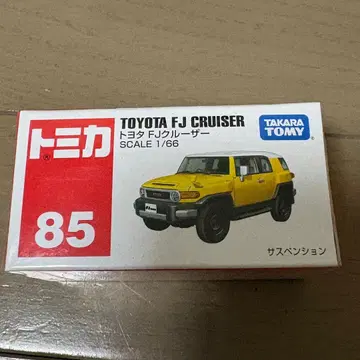 トミカ
®
85
TOYOTA FJ CRUISER
トヨタ FJクルーザー
SCALE 1/66
TAKARA
TOMY
サスペンション